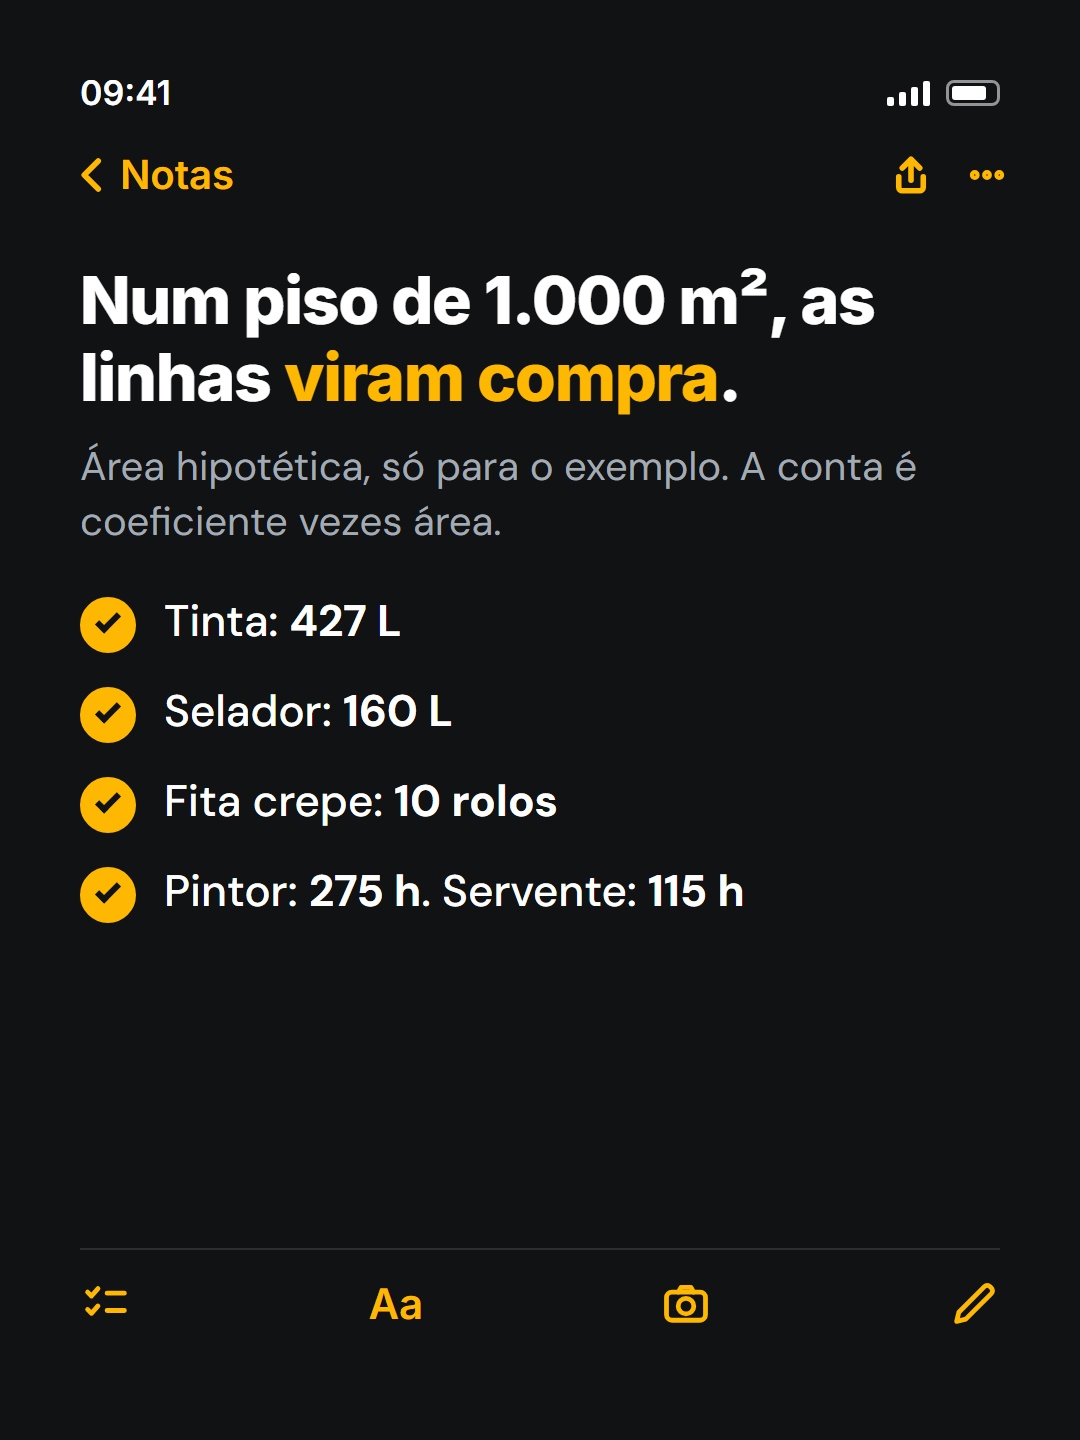 09:41
Notas
Num piso de 1.000 m², as
linhas viram compra.
Área hipotética, só para o exemplo. A conta é
coeficiente vezes área.
Tinta: 427 L
Selador: 160 L
Fita crepe: 10 rolos
Pintor: 275 h. Servente: 115 h
Aa